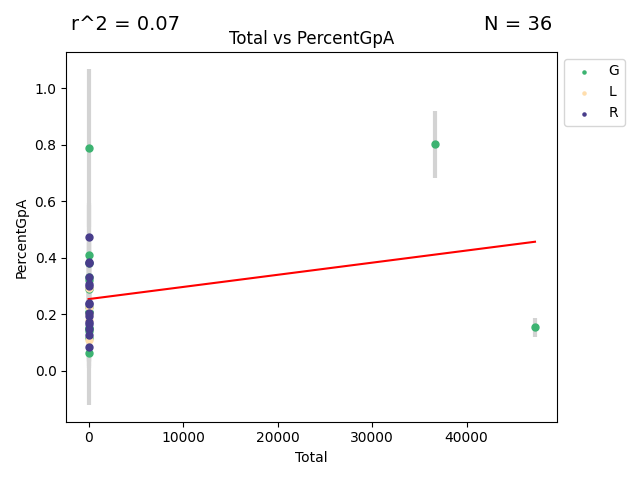 r^2 = 0.07
N = 36
Total vs PercentGpA
G
L
R
PercentGpA
1.0
0.8
0.6
0.4
0.2
0.0
0
10000
20000
30000
40000
Total